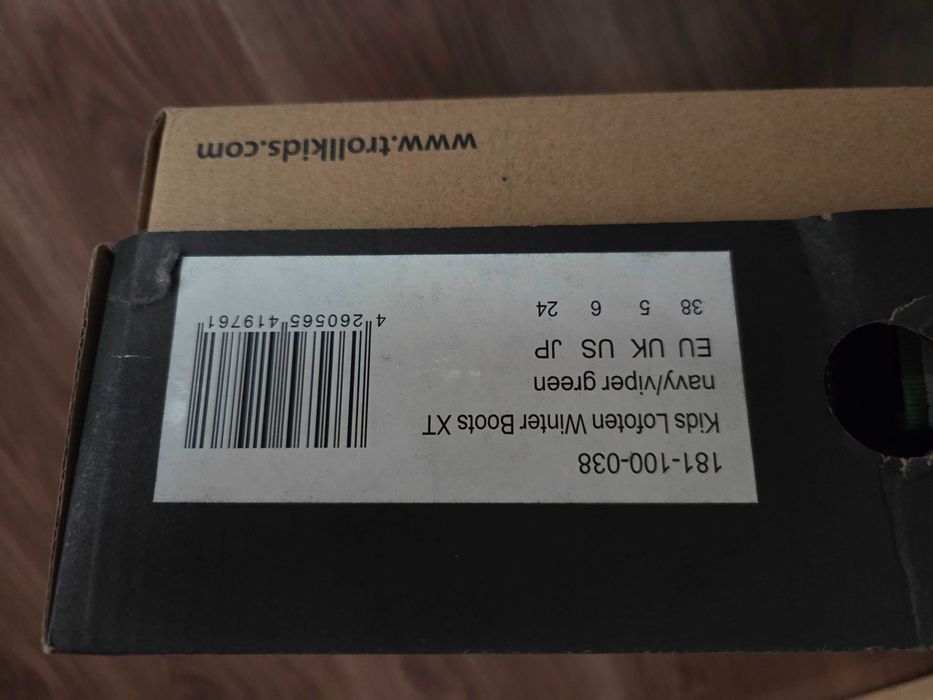 181-100-038
Kids Lofoten Winter Boots XT
navy/viper green
EU UK US JP
38 5 6 24
4 260565 419761
www.trollkids.com